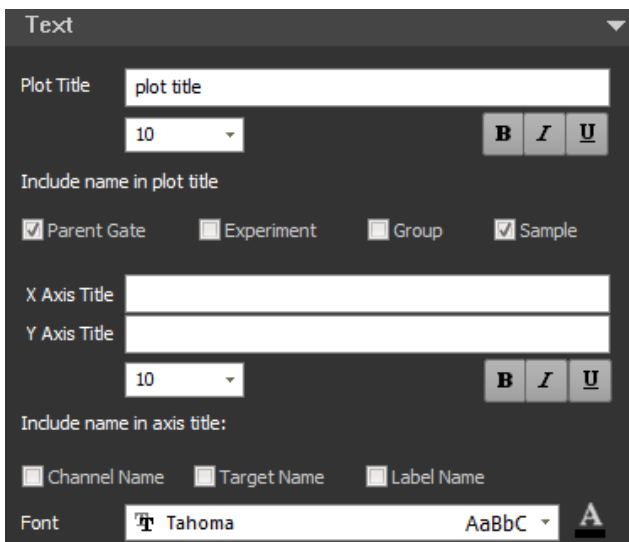 Text
Plot Title plot title
10 B I U
Include name in plot title
Parent Gate Experiment Group Sample
X Axis Title
Y Axis Title
10 B I U
Include name in axis title:
Channel Name Target Name Label Name
Font Tahoma AaBbC A